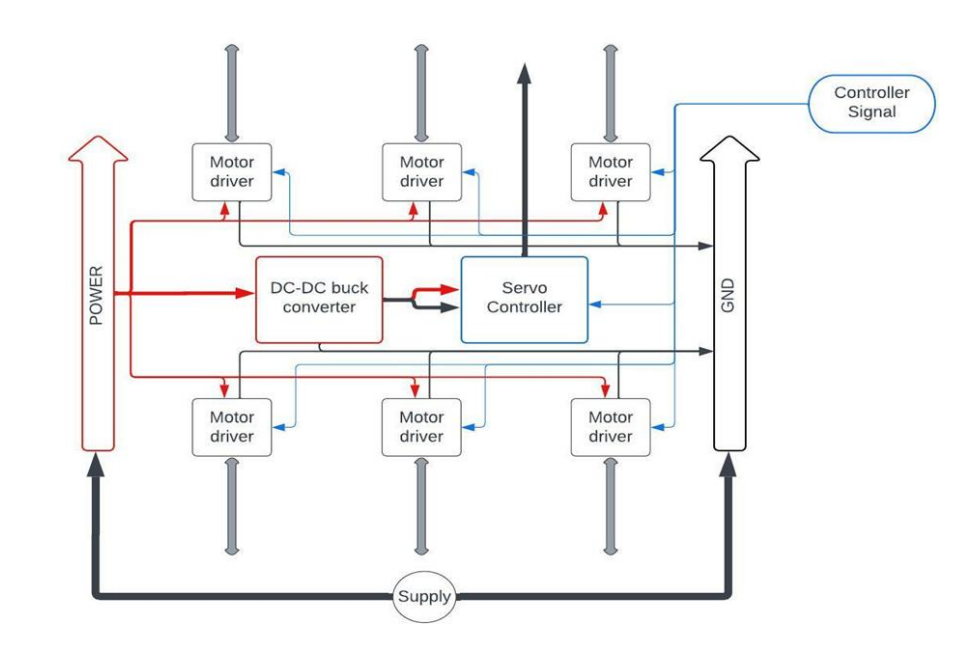 Controller
Signal
Motor
driver
Motor
driver
Motor
driver
POWER
DC-DC buck
converter
Servo
Controller
GND
Motor
driver
Motor
driver
Motor
driver
Supply